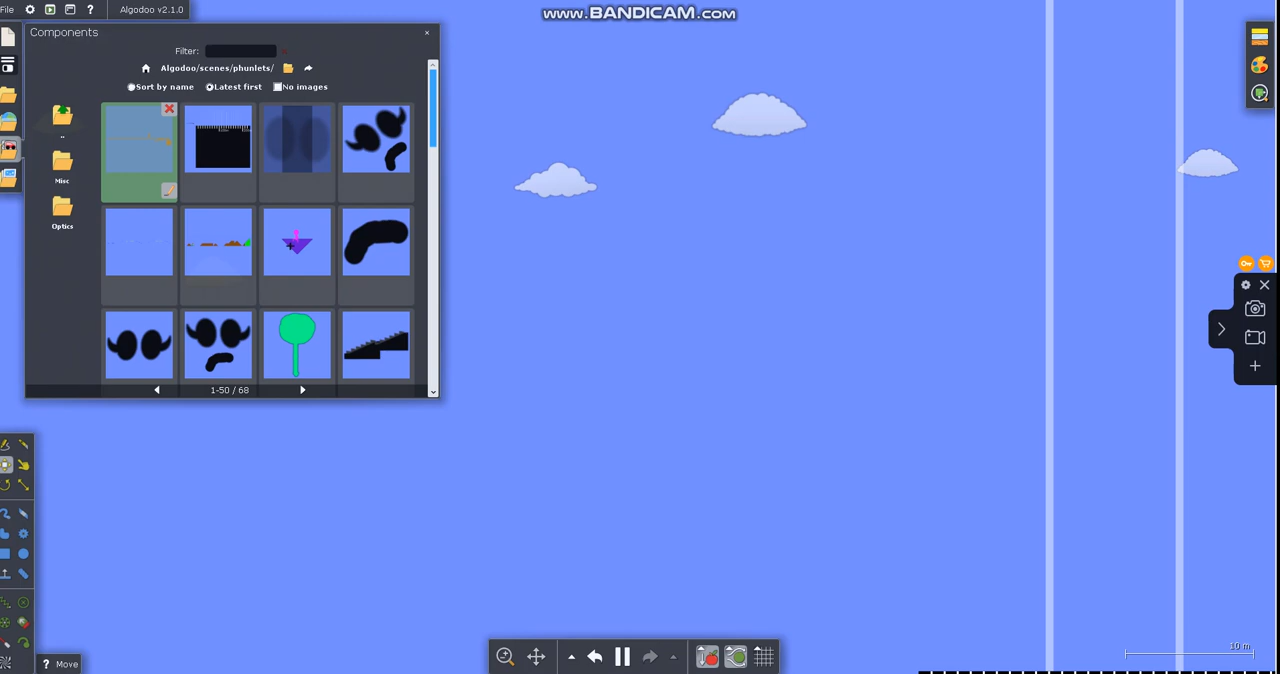 File
?
Algodoo v2.1.0
www.BANDICAM.com
Components
Filter:
Algodoo/scenes/phunlets/
Sort by name
Latest first
No images
..
Misc
Optics
1-50 / 68
? Move
10 m